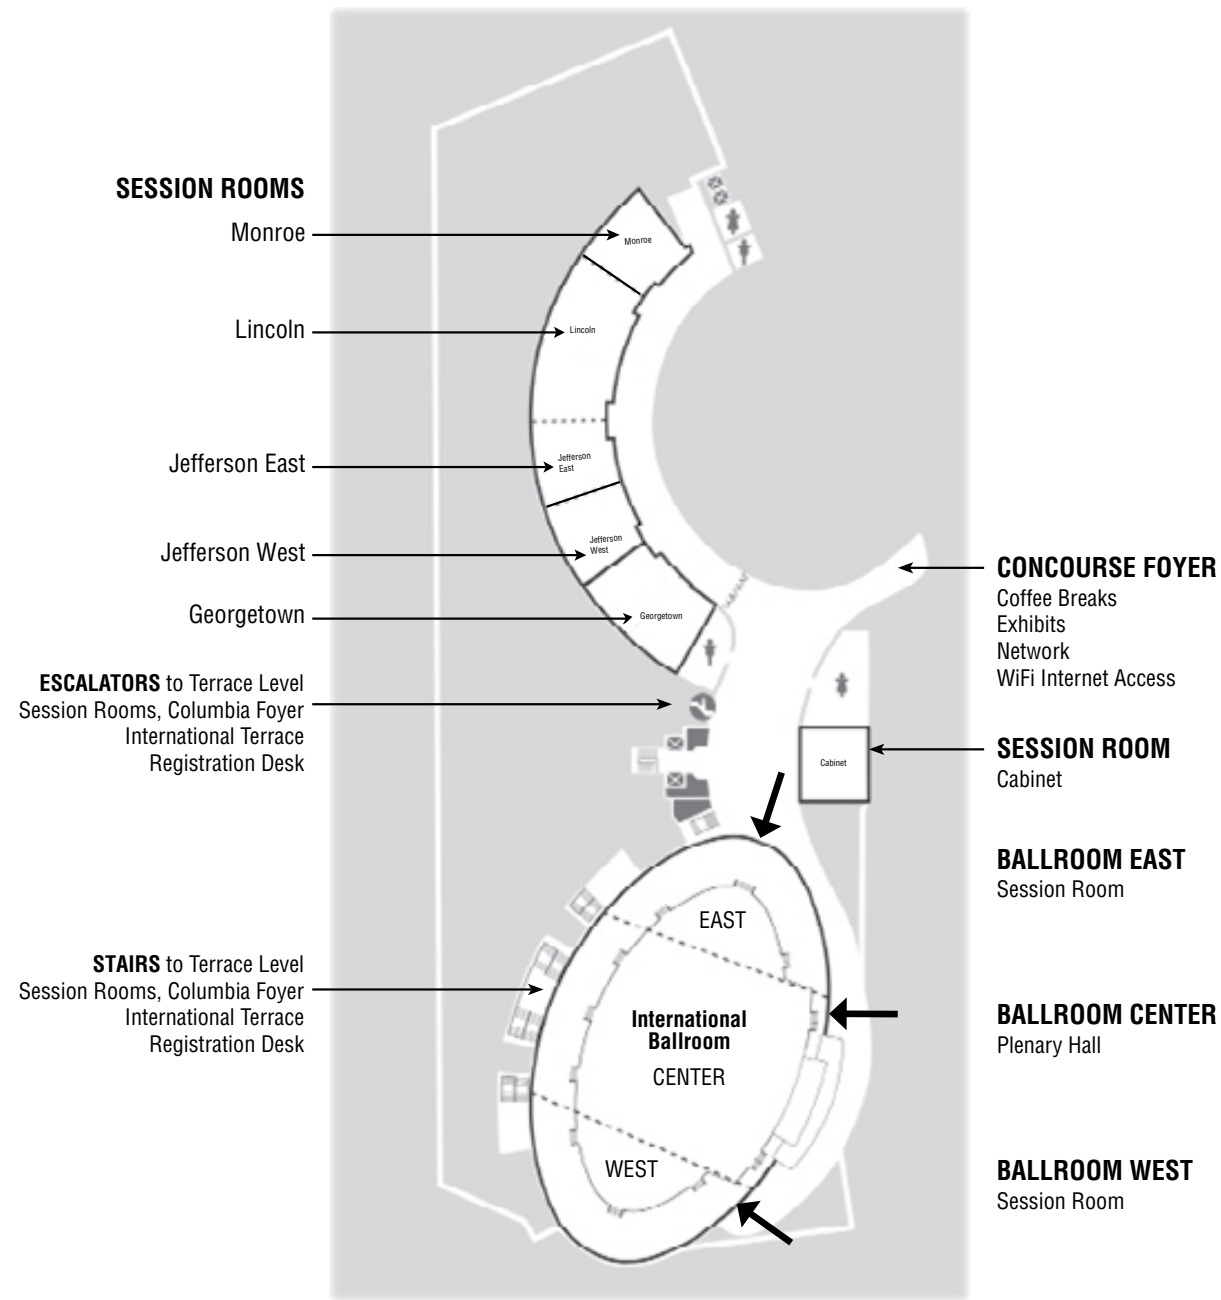 SESSION ROOMS
Monroe
Lincoln
Jefferson East
Jefferson West
Georgetown
ESCALATORS to Terrace Level
Session Rooms, Columbia Foyer
International Terrace
Registration Desk
STAIRS to Terrace Level
Session Rooms, Columbia Foyer
International Terrace
Registration Desk
Monroe
Lincoln
Jefferson
East
Jefferson
West
Georgetown
Cabinet
EAST
International
Ballroom
CENTER
WEST
CONCOURSE FOYER
Coffee Breaks
Exhibits
Network
WiFi Internet Access
SESSION ROOM
Cabinet
BALLROOM EAST
Session Room
BALLROOM CENTER
Plenary Hall
BALLROOM WEST
Session Room